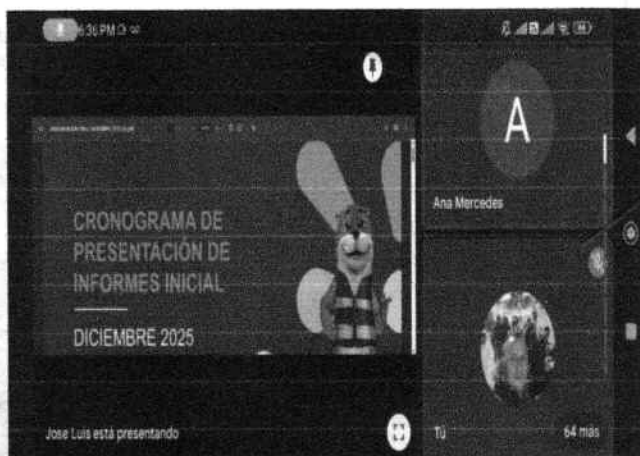 6:36 PM
CRONOGRAMA DE
PRESENTACIÓN DE
INFORMES INICIAL
DICIEMBRE 2025
Jose Luis está presentando
A
Ana Mercedes
Tú
64 más